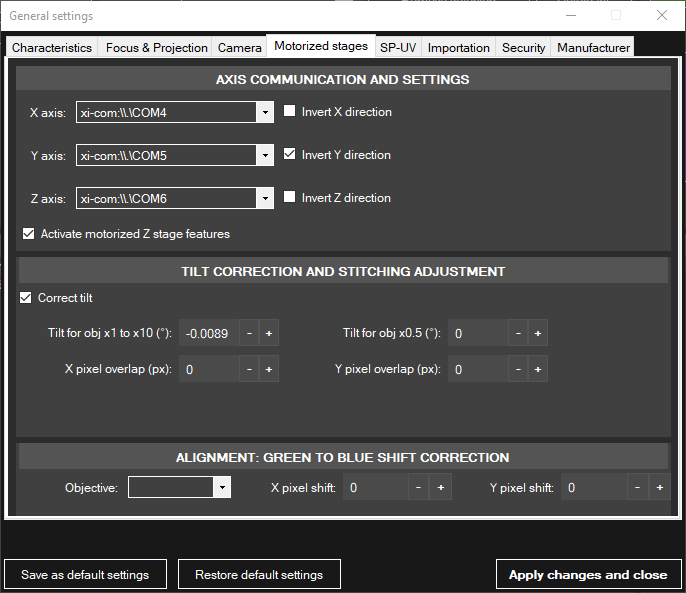 General settings
Characteristics Focus & Projection Camera Motorized stages SP-UV Importation Security Manufacturer
AXIS COMMUNICATION AND SETTINGS
X axis: xi-com:\\.\COM4 Invert X direction
Y axis: xi-com:\\.\COM5 Invert Y direction
Z axis: xi-com:\\.\COM6 Invert Z direction
Activate motorized Z stage features
TILT CORRECTION AND STITCHING ADJUSTMENT
Correct tilt
Tilt for obj x1 to x10 (°): -0.0089 - + Tilt for obj x0.5 (°): 0 - +
X pixel overlap (px): 0 - + Y pixel overlap (px): 0 - +
ALIGNMENT: GREEN TO BLUE SHIFT CORRECTION
Objective: X pixel shift: 0 - + Y pixel shift: 0 - +
Save as default settings Restore default settings Apply changes and close